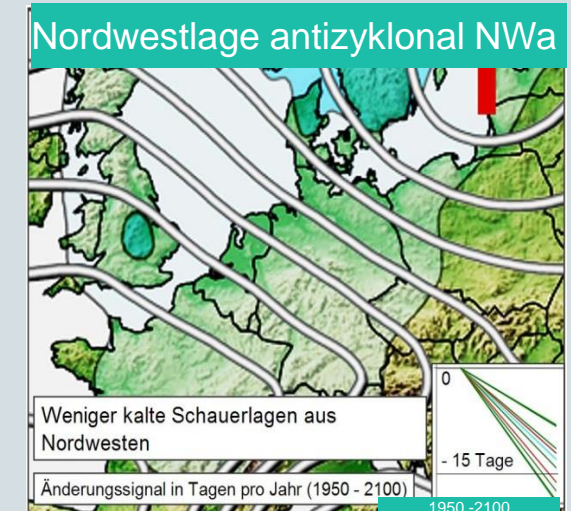 Nordwestlage antizyklonal NWa
Weniger kalte Schauerlagen aus
Nordwesten
0
- 15 Tage
Änderungssignal in Tagen pro Jahr (1950 - 2100)
1950 -2100